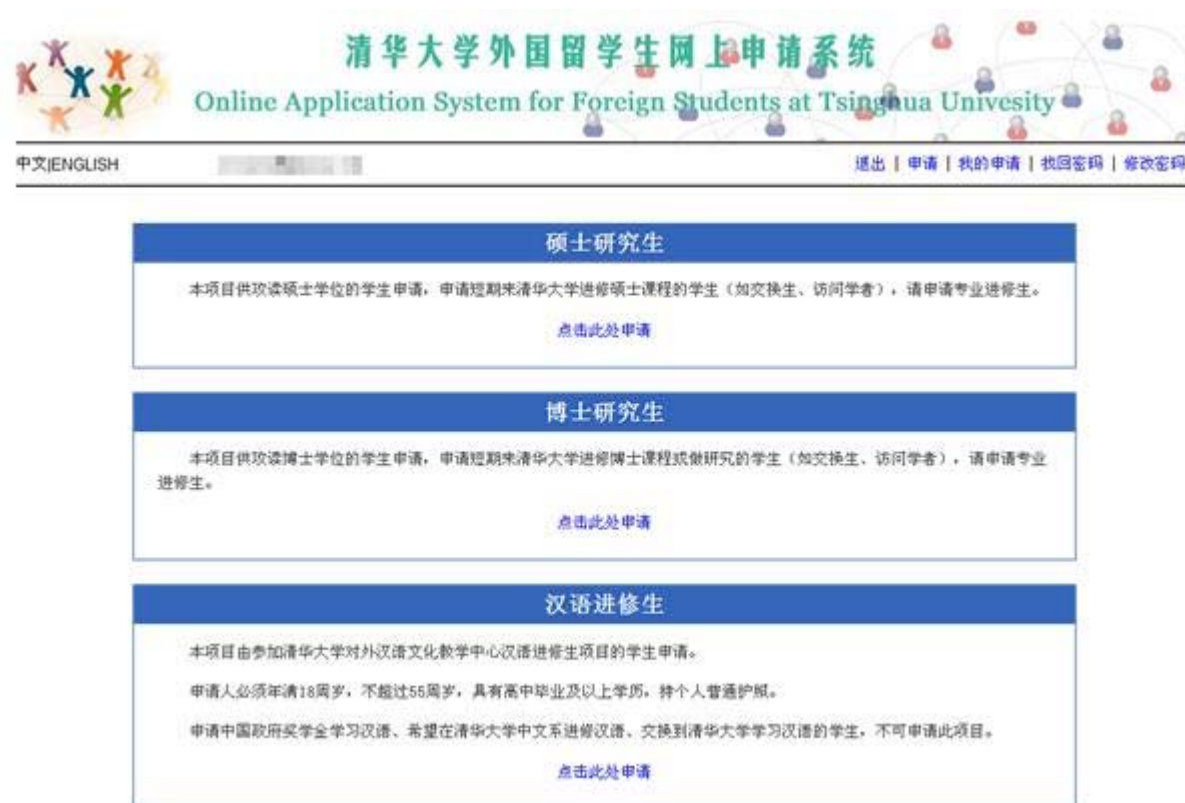 清华大学外国留学生网上申请系统
Online Application System for Foreign Students at Tsinghua Univesity
中文|ENGLISH
退出 | 申请 | 我的申请 | 找回密码 | 修改密码
硕士研究生
本项目供攻读硕士学位的学生申请，申请短期来清华大学进修硕士课程的学生（如交换生、访问学者），请申请专业进修生。
点击此处申请
博士研究生
本项目供攻读博士学位的学生申请，申请短期来清华大学进修博士课程或做研究的学生（如交换生、访问学者），请申请专业
进修生。
点击此处申请
汉语进修生
本项目由参加清华大学对外汉语文化教学中心汉语进修生项目的学生申请。
申请人必须年满18周岁，不超过55周岁，具有高中毕业及以上学历，持个人普通护照。
申请中国政府奖学金学习汉语、希望在清华大学中文系进修汉语、交换到清华大学学习汉语的学生，不可申请此项目。
点击此处申请